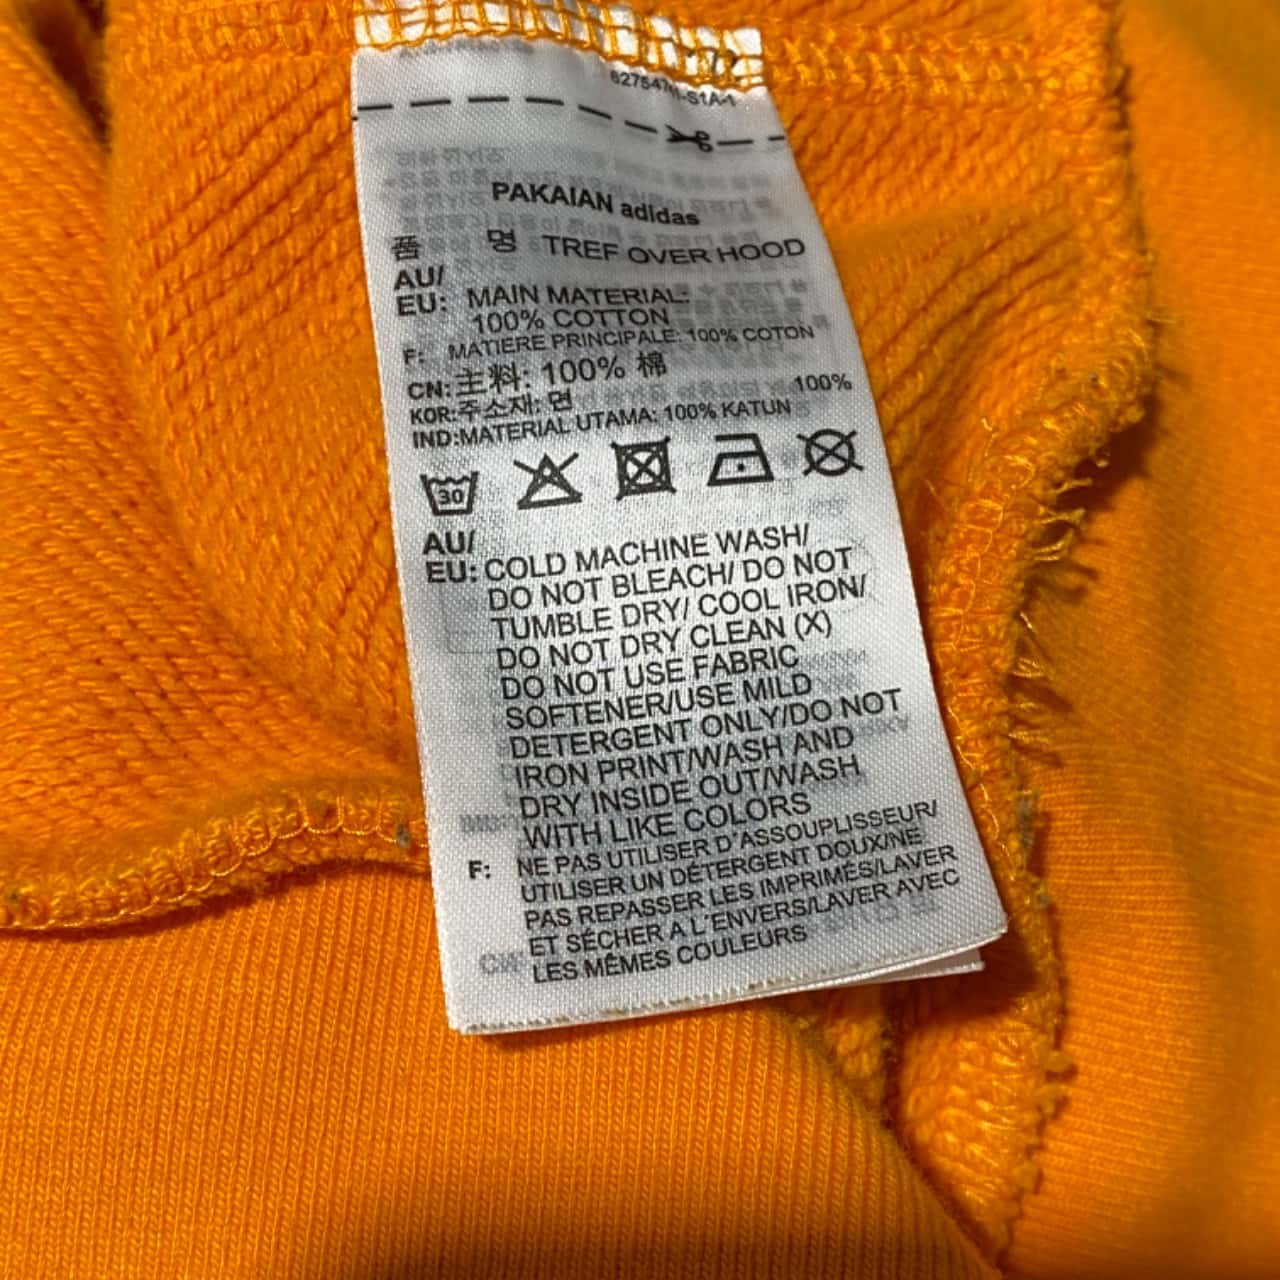 PAKAIAN adidas
품 명 TREF OVER HOOD
AU/
EU: MAIN MATERIAL:
100% COTTON
F: MATIERE PRINCIPALE: 100% COTON
CN: 主料: 100% 棉
KOR: 주소재: 면 100%
IND: MATERIAL UTAMA: 100% KATUN
30
AU/
EU: COLD MACHINE WASH/
DO NOT BLEACH/ DO NOT
TUMBLE DRY/ COOL IRON/
DO NOT DRY CLEAN (X)
DO NOT USE FABRIC
SOFTENER/USE MILD
DETERGENT ONLY/DO NOT
IRON PRINT/WASH AND
DRY INSIDE OUT/WASH
WITH LIKE COLORS
F: NE PAS UTILISER D'ASSOUPLISSEUR/
UTILISER UN DÉTERGENT DOUX/NE
PAS REPASSER LES IMPRIMÉS/LAVER
ET SÉCHER A L'ENVERS/LAVER AVEC
LES MÊMES COULEURS